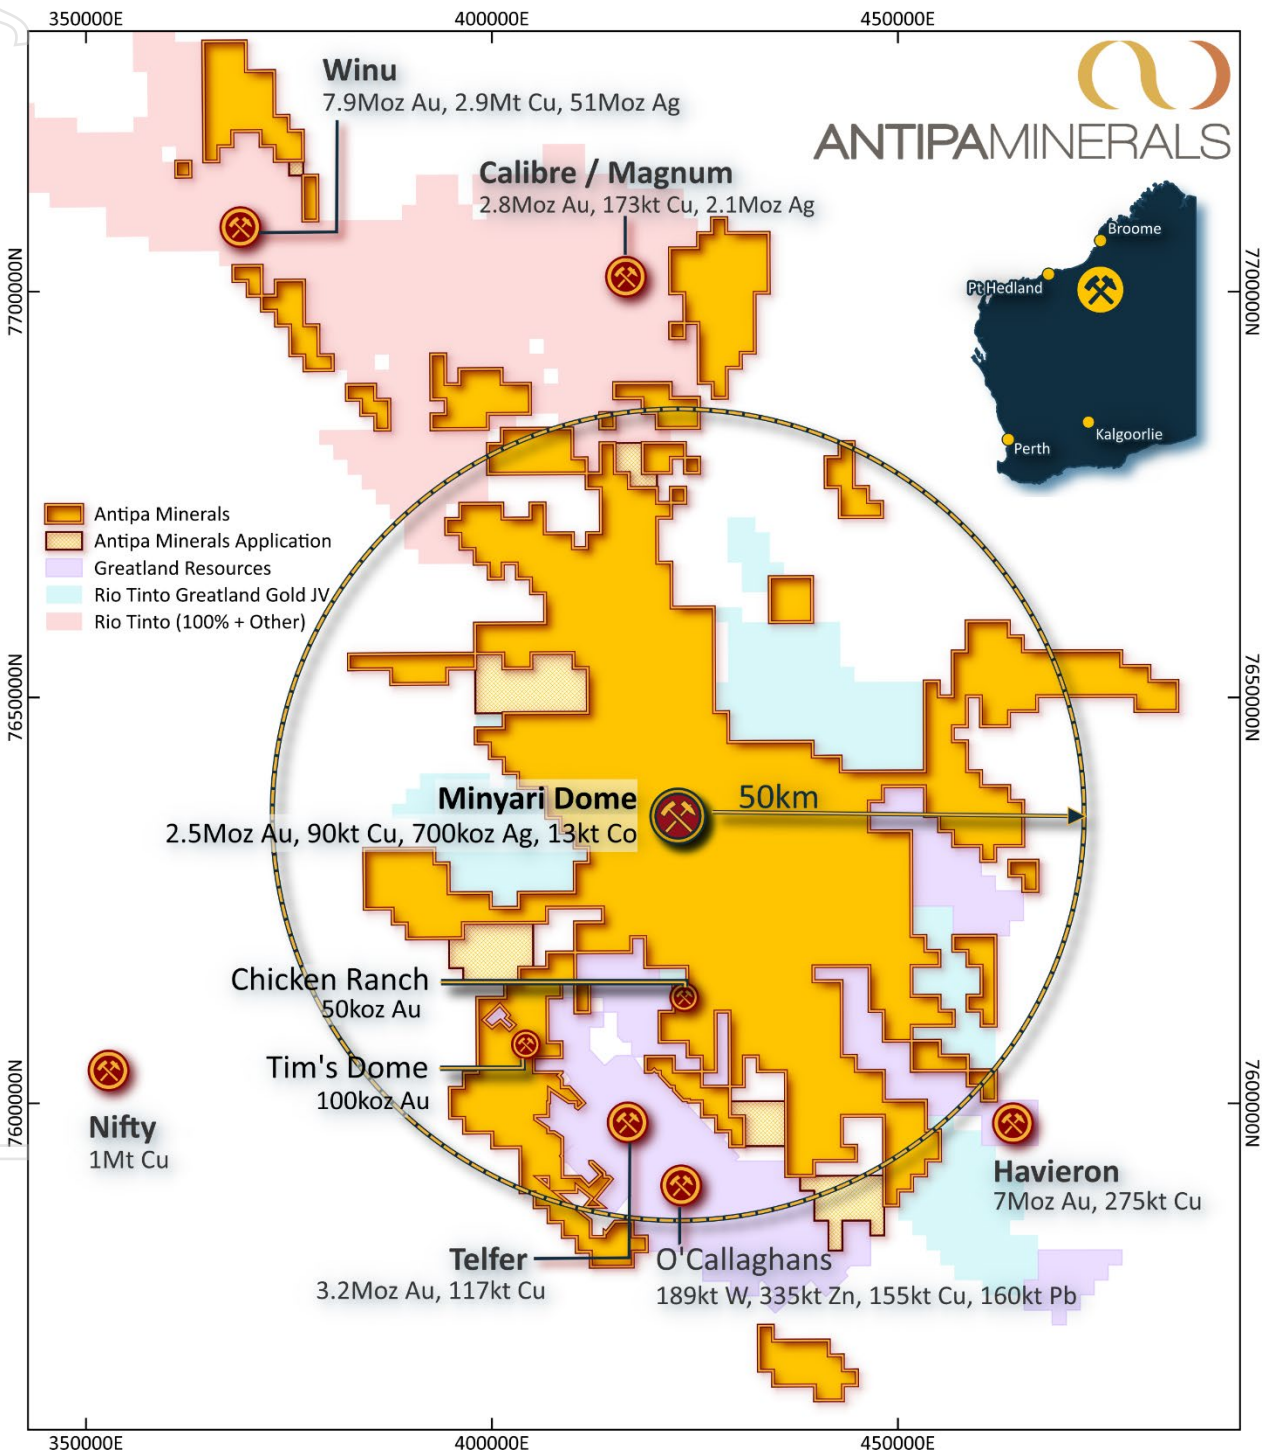 350000E
400000E
450000E
Winu
7.9Moz Au, 2.9Mt Cu, 51Moz Ag
ANTIPAMINERALS
Calibre / Magnum
2.8Moz Au, 173kt Cu, 2.1Moz Ag
Broome
Pt Hedland
7700000N
7700000N
Kalgoorlie
Perth
Antipa Minerals
Antipa Minerals Application
Greatland Resources
Rio Tinto Greatland Gold JV
Rio Tinto (100% + Other)
7650000N
7650000N
Minyari Dome
50km
2.5Moz Au, 90kt Cu, 700koz Ag, 13kt Co
Chicken Ranch
50koz Au
Tim's Dome
100koz Au
7600000N
7600000N
Nifty
1Mt Cu
Havieron
7Moz Au, 275kt Cu
Telfer
3.2Moz Au, 117kt Cu
O'Callaghans
189kt W, 335kt Zn, 155kt Cu, 160kt Pb
350000E
400000E
450000E